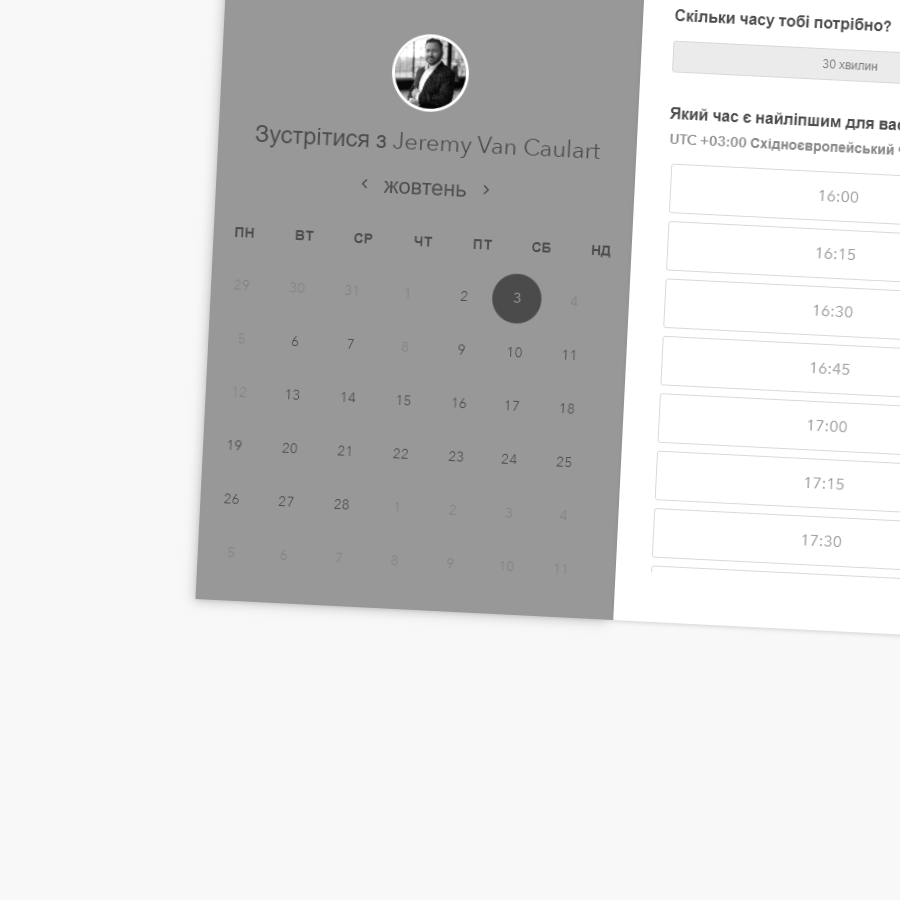 Зустрітися з Jeremy Van Caulart
‹ жовтень ›
ПН ВТ СР ЧТ ПТ СБ НД
29 30 31 1 2 3 4
5 6 7 8 9 10 11
12 13 14 15 16 17 18
19 20 21 22 23 24 25
26 27 28 1 2 3 4
5 6 7 8 9 10 11
Скільки часу тобі потрібно?
30 хвилин
Який час є найліпшим для
UTC +03:00 Східноєвропейський
16:00
16:15
16:30
16:45
17:00
17:15
17:30